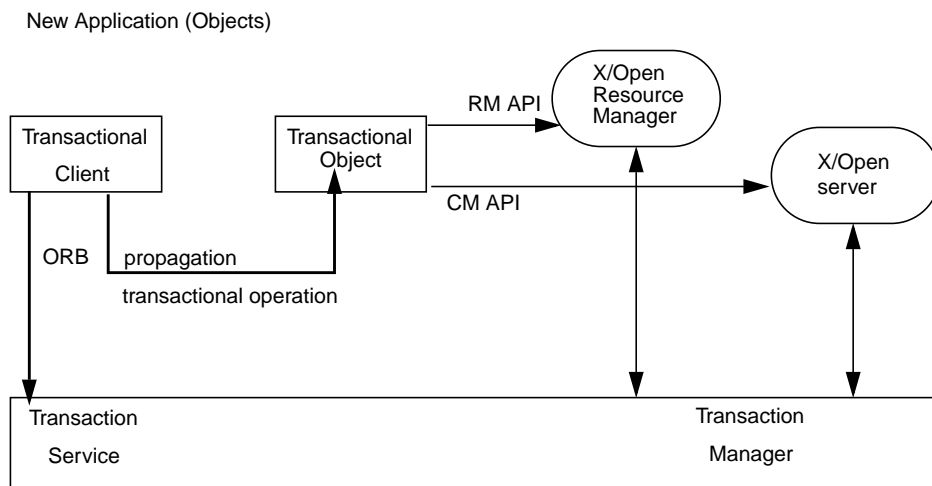 New Application (Objects)
X/Open
Resource
Manager
RM API
Transactional
Client
Transactional
Object
X/Open
server
CM API
ORB
propagation
transactional operation
Transaction
Service
Transaction
Manager